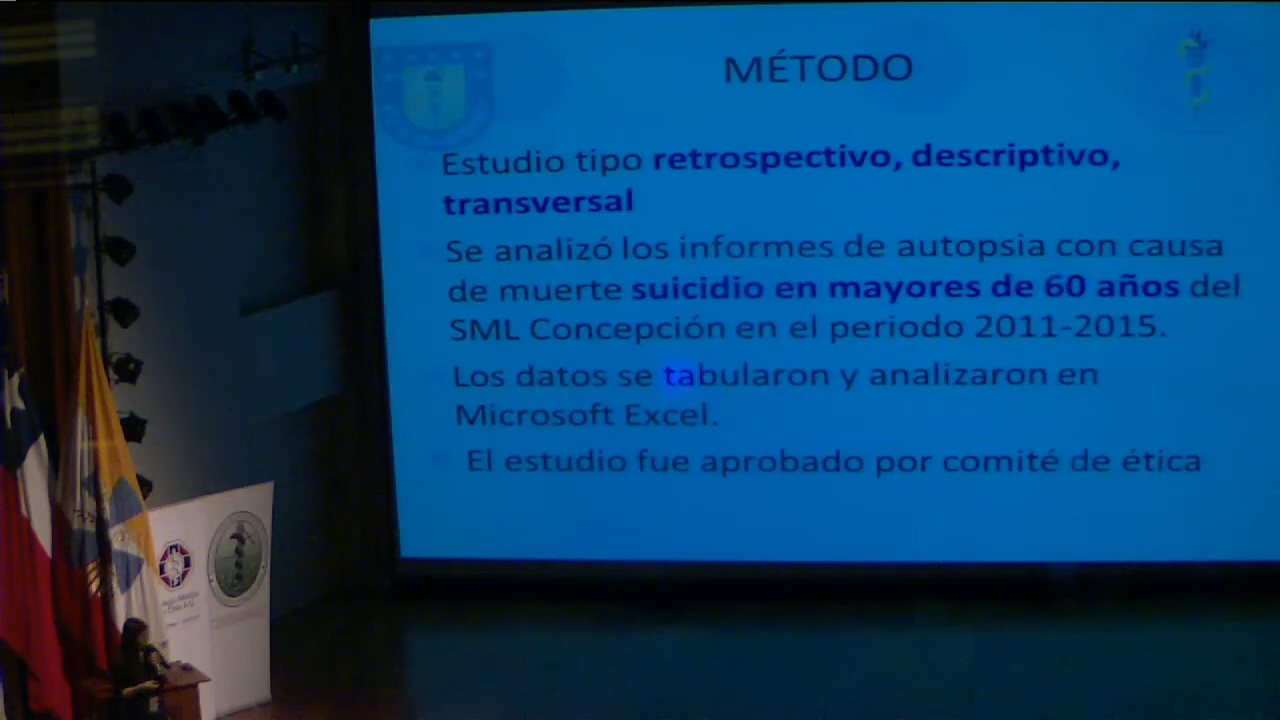 MÉTODO
Estudio tipo retrospectivo, descriptivo,
transversal
Se analizó los informes de autopsia con causa
de muerte suicidio en mayores de 60 años del
SML Concepción en el periodo 2011-2015.
Los datos se tabularon y analizaron en
Microsoft Excel.
El estudio fue aprobado por comité de ética